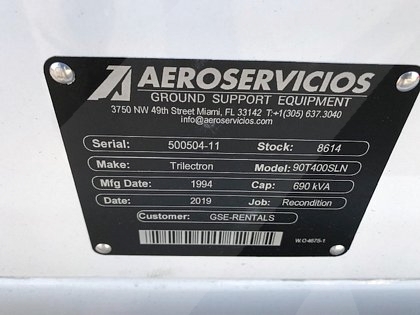 AEROSERVICIOS
GROUND SUPPORT EQUIPMENT
3750 NW 49th Street Miami, FL 33142 T:+1(305) 637.3040
info@aeroservicios.com
Serial: 500504-11 Stock: 8614
Make: Trilectron Model: 90T400SLN
Mfg Date: 1994 Cap: 690 kVA
Date: 2019 Job: Recondition
Customer: GSE-RENTALS
W.O:4675-1